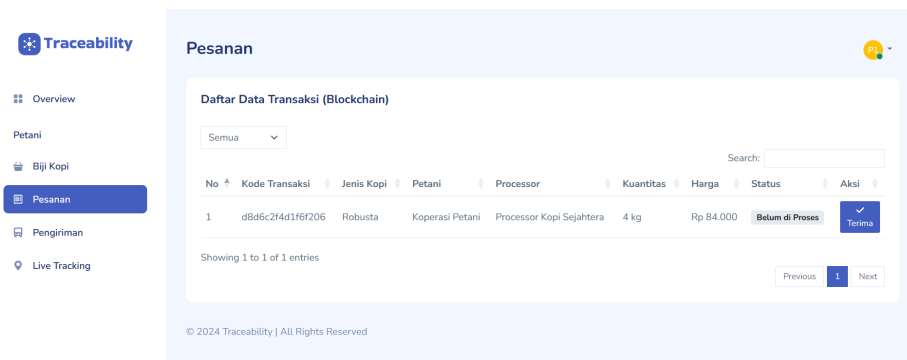 Traceability
Overview
Petani
Biji Kopi
Pesanan
Pengiriman
Live Tracking
Pesanan
P1
Daftar Data Transaksi (Blockchain)
Semua
Search:
No Kode Transaksi Jenis Kopi Petani Processor Kuantitas Harga Status Aksi
1 d8d6c2f4d1f6f206 Robusta Koperasi Petani Processor Kopi Sejahtera 4 kg Rp 84.000 Belum di Proses Terima
Showing 1 to 1 of 1 entries
Previous 1 Next
© 2024 Traceability | All Rights Reserved